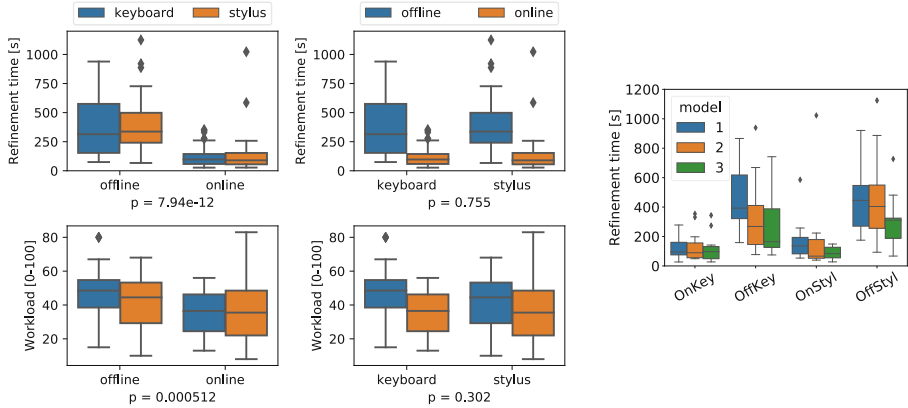 keyboard stylus
Refinement time [s]
1000
750
500
250
0
offline online
p = 7.94e-12
offline online
Refinement time [s]
1000
750
500
250
0
keyboard stylus
p = 0.755
Workload [0-100]
80
60
40
20
offline online
p = 0.000512
Workload [0-100]
80
60
40
20
keyboard stylus
p = 0.302
Refinement time [s]
1200
1000
800
600
400
200
0
model
1
2
3
OnKey OffKey OnStyl OffStyl